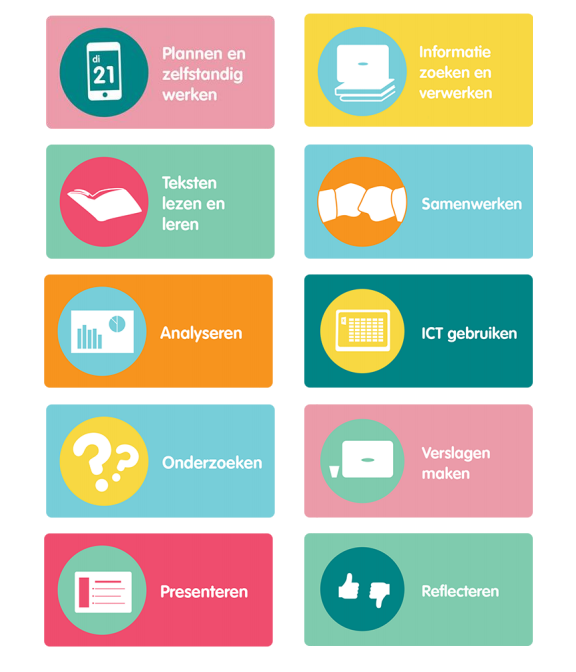 di
21
Plannen en
zelfstandig
werken
Informatie
zoeken en
verwerken
Teksten
lezen en
leren
Samenwerken
Analyseren
ICT gebruiken
Onderzoeken
Verslagen
maken
Presenteren
Reflecteren